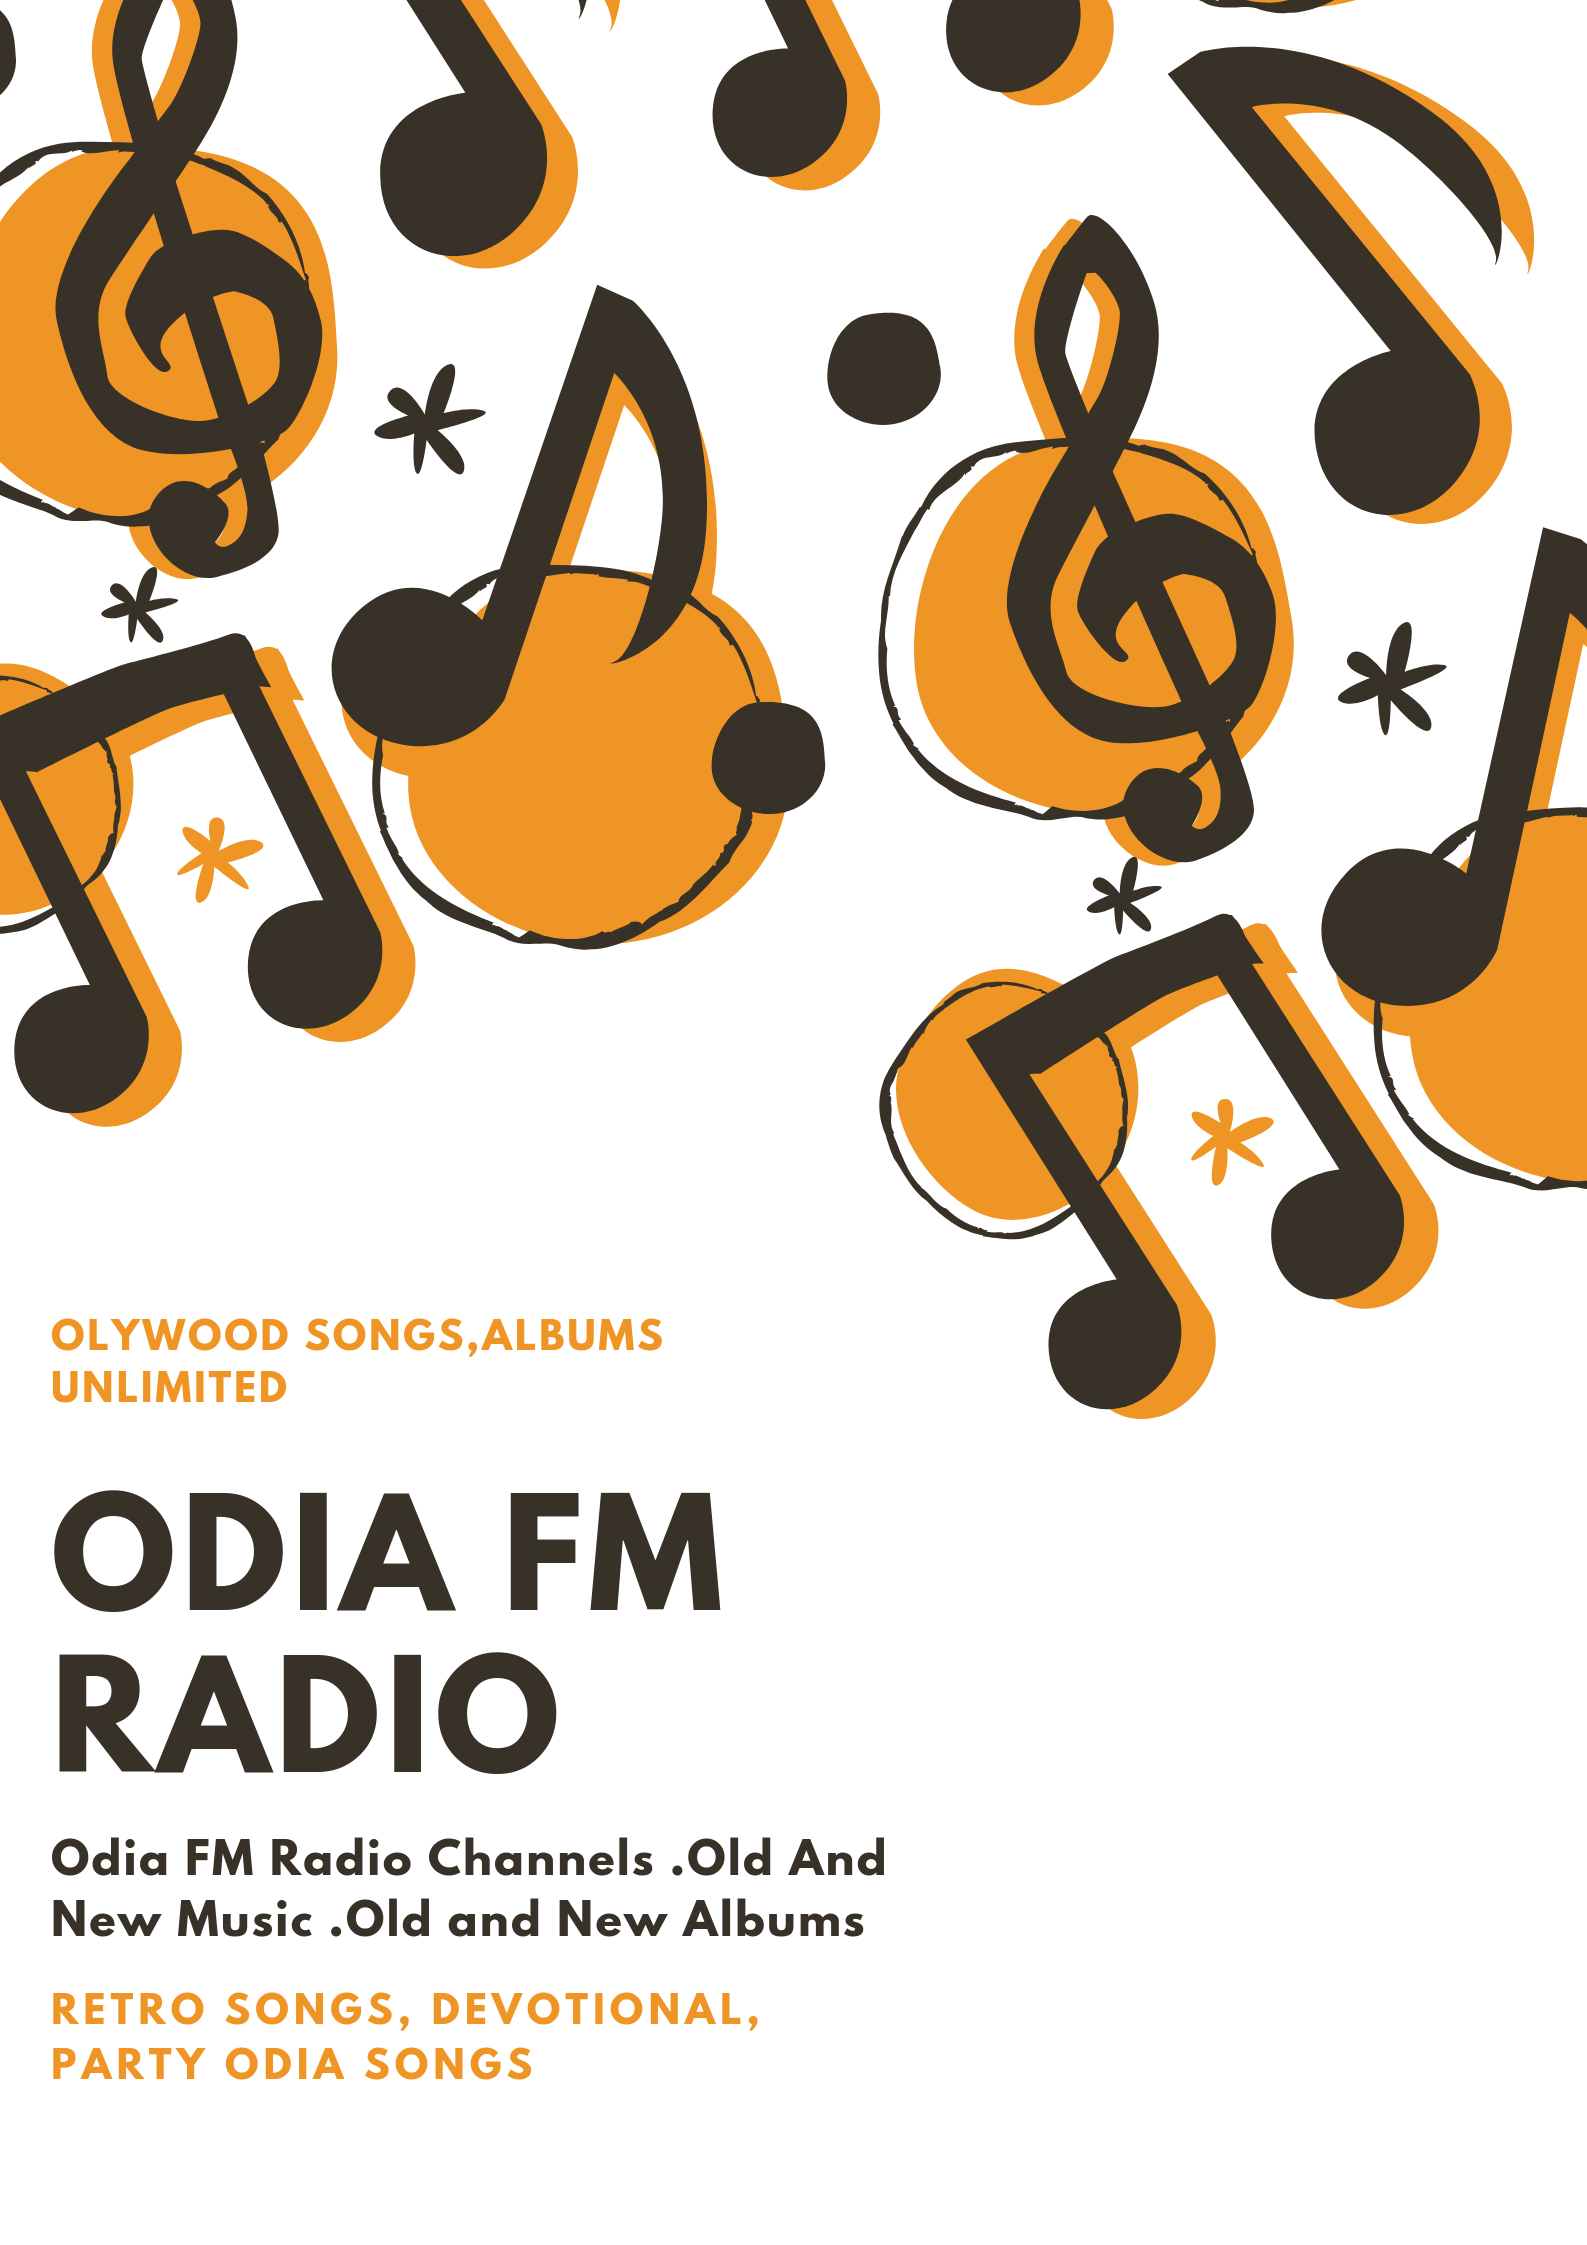 OLYWOOD SONGS,ALBUMS
UNLIMITED
ODIA FM
RADIO
Odia FM Radio Channels .Old And
New Music .Old and New Albums
RETRO SONGS, DEVOTIONAL,
PARTY ODIA SONGS